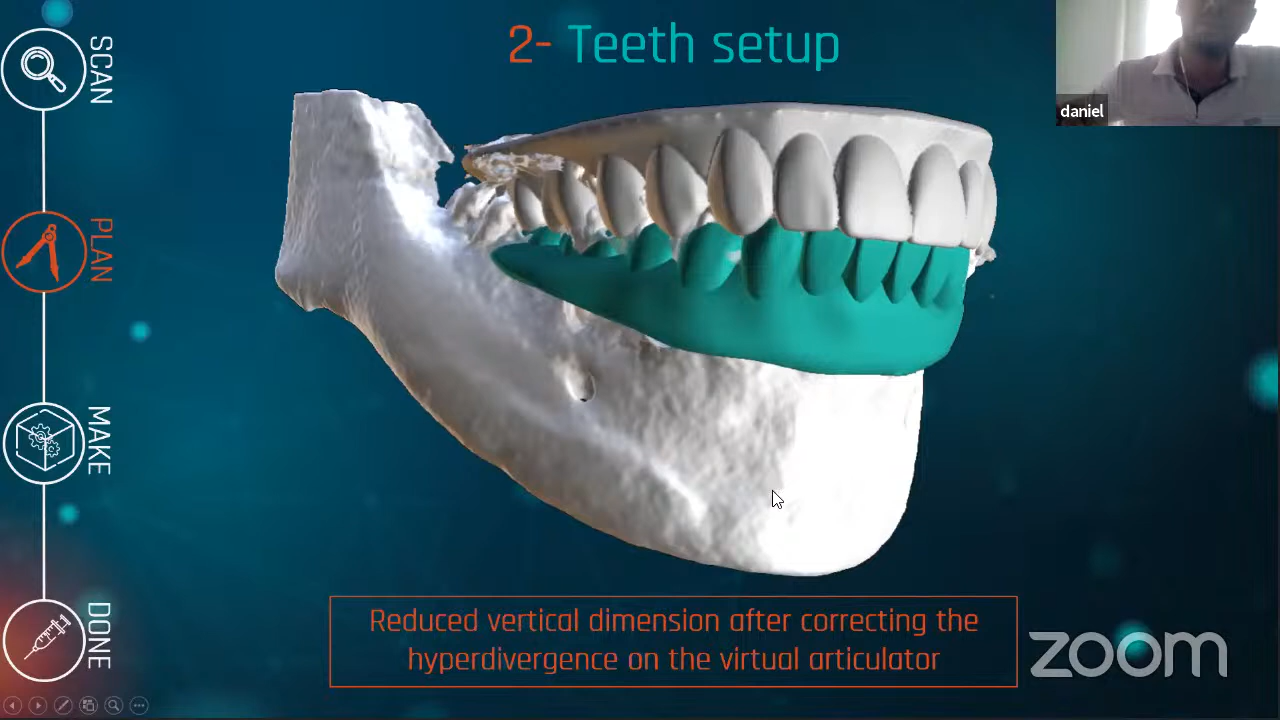 2- Teeth setup
daniel
SCAN
PLAN
MAKE
DONE
Reduced vertical dimension after correcting the
hyperdivergence on the virtual articulator
zoom